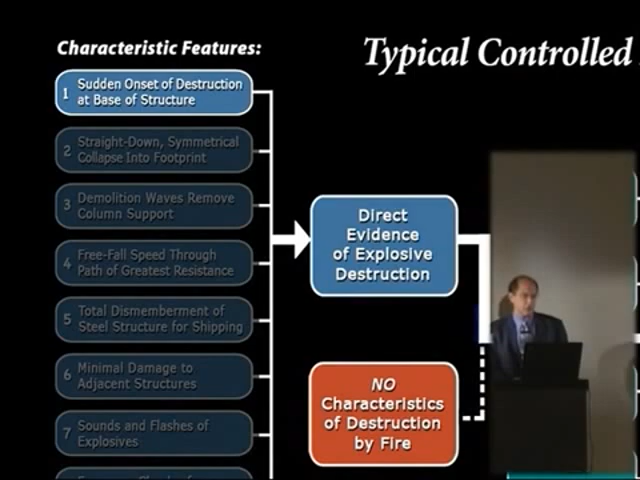 Characteristic Features:
Typical Controlled
1 Sudden Onset of Destruction
at Base of Structure
2 Straight-Down, Symmetrical
Collapse Into Footprint
3 Demolition Waves Remove
Column Support
4 Free-Fall Speed Through
Path of Greatest Resistance
5 Total Dismemberment of
Steel Structure for Shipping
6 Minimal Damage to
Adjacent Structures
7 Sounds and Flashes of
Explosives
Direct
Evidence
of Explosive
Destruction
NO
Characteristics
of Destruction
by Fire